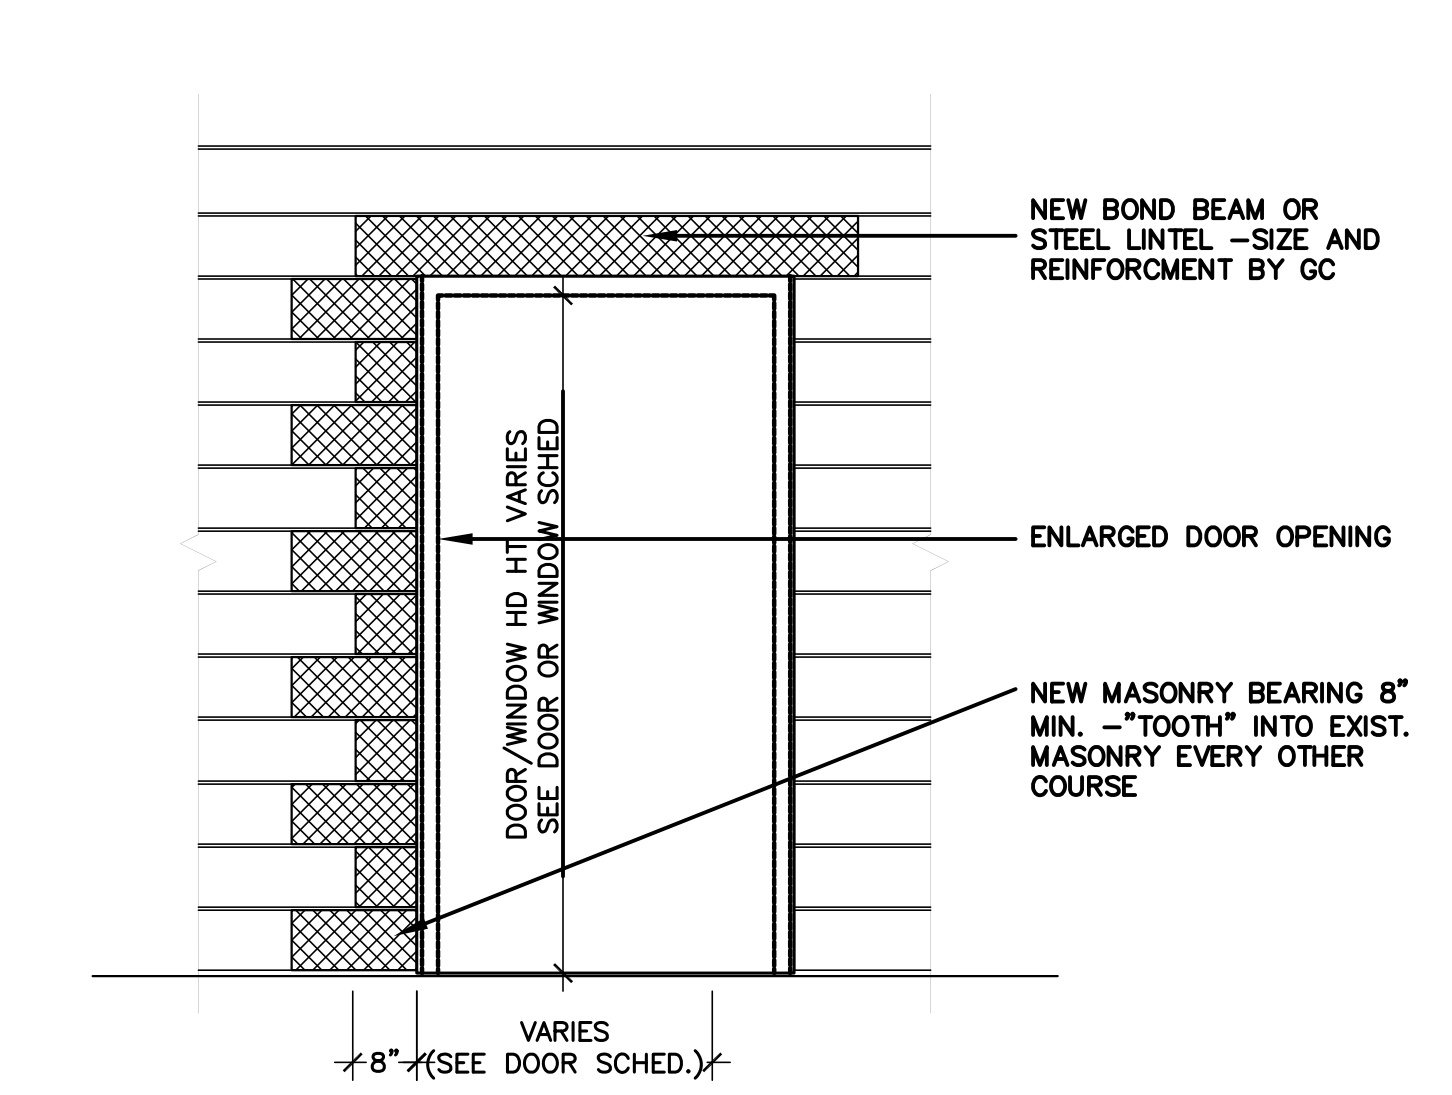 NEW BOND BEAM OR
STEEL LINTEL –SIZE AND
REINFORCMENT BY GC
DOOR/WINDOW HD HT VARIES
SEE DOOR OR WINDOW SCHED
ENLARGED DOOR OPENING
NEW MASONRY BEARING 8"
MIN. –"TOOTH" INTO EXIST.
MASONRY EVERY OTHER
COURSE
VARIES
8" (SEE DOOR SCHED.)